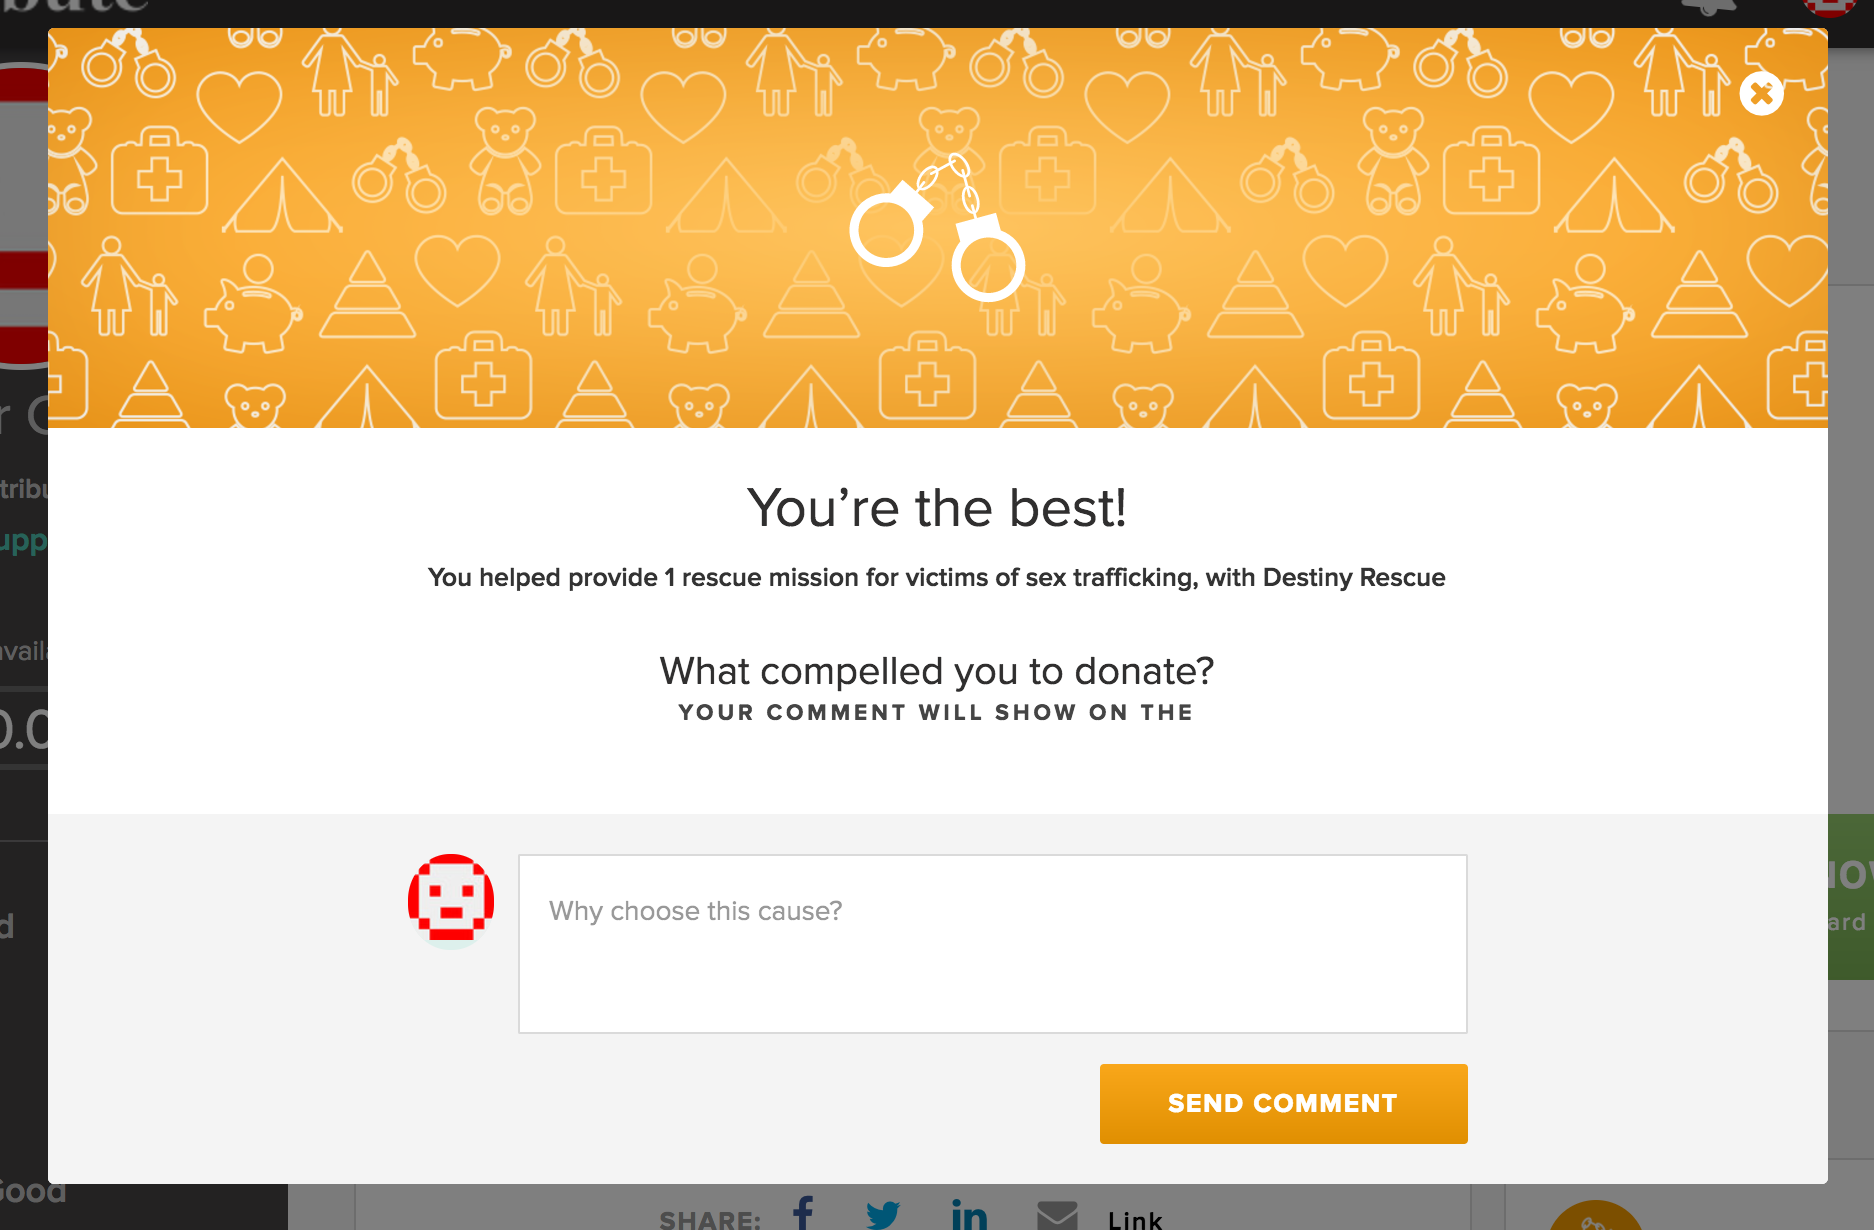 You’re the best!
You helped provide 1 rescue mission for victims of sex trafficking, with Destiny Rescue
What compelled you to donate?
YOUR COMMENT WILL SHOW ON THE
Why choose this cause?
SEND COMMENT
Good
SHARE:
Link